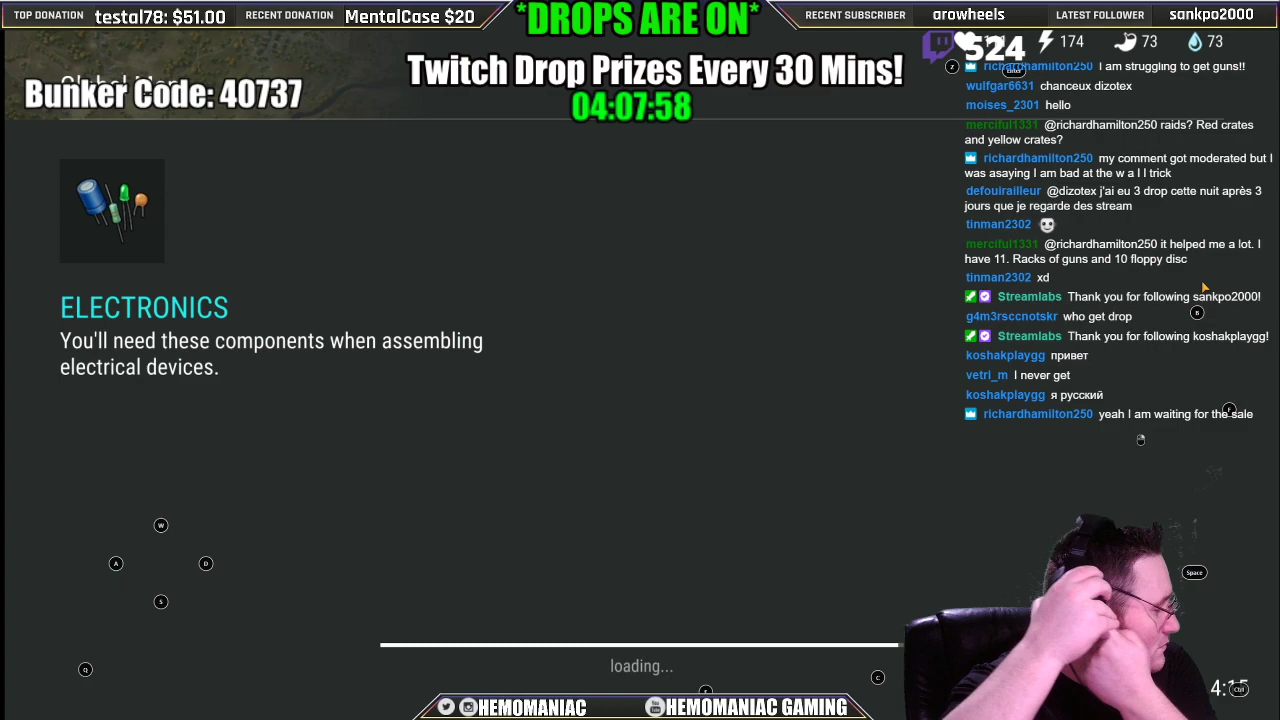 TOP DONATION testal78: $51.00 RECENT DONATION MentalCase $20
*DROPS ARE ON*
RECENT SUBSCRIBER arowheels LATEST FOLLOWER sankpo2000
Twitch Drop Prizes Every 30 Mins!
04:07:58
Bunker Code: 40737
524 174 73 73
Z
Enter
richardhamilton250 I am struggling to get guns!!
wulfgar6631 chanceux dizotex
moises_2301 hello
merciful1331 @richardhamilton250 raids? Red crates
and yellow crates?
richardhamilton250 my comment got moderated but I
was asaying I am bad at the w a l l trick
defouirailleur @dizotex j'ai eu 3 drop cette nuit après 3
jours que je regarde des stream
tinman2302
merciful1331 @richardhamilton250 it helped me a lot. I
have 11. Racks of guns and 10 floppy disc
tinman2302 xd
Streamlabs Thank you for following sankpo2000!
B
g4m3rsccnotskr who get drop
Streamlabs Thank you for following koshakplaygg!
koshakplaygg привет
vetri_m I never get
koshakplaygg я русский
richardhamilton250 yeah I am waiting for the sale
ELECTRONICS
You'll need these components when assembling
electrical devices.
W
A
D
S
Q
Space
loading...
C
Ctrl
HEMOMANIAC
HEMOMANIAC GAMING